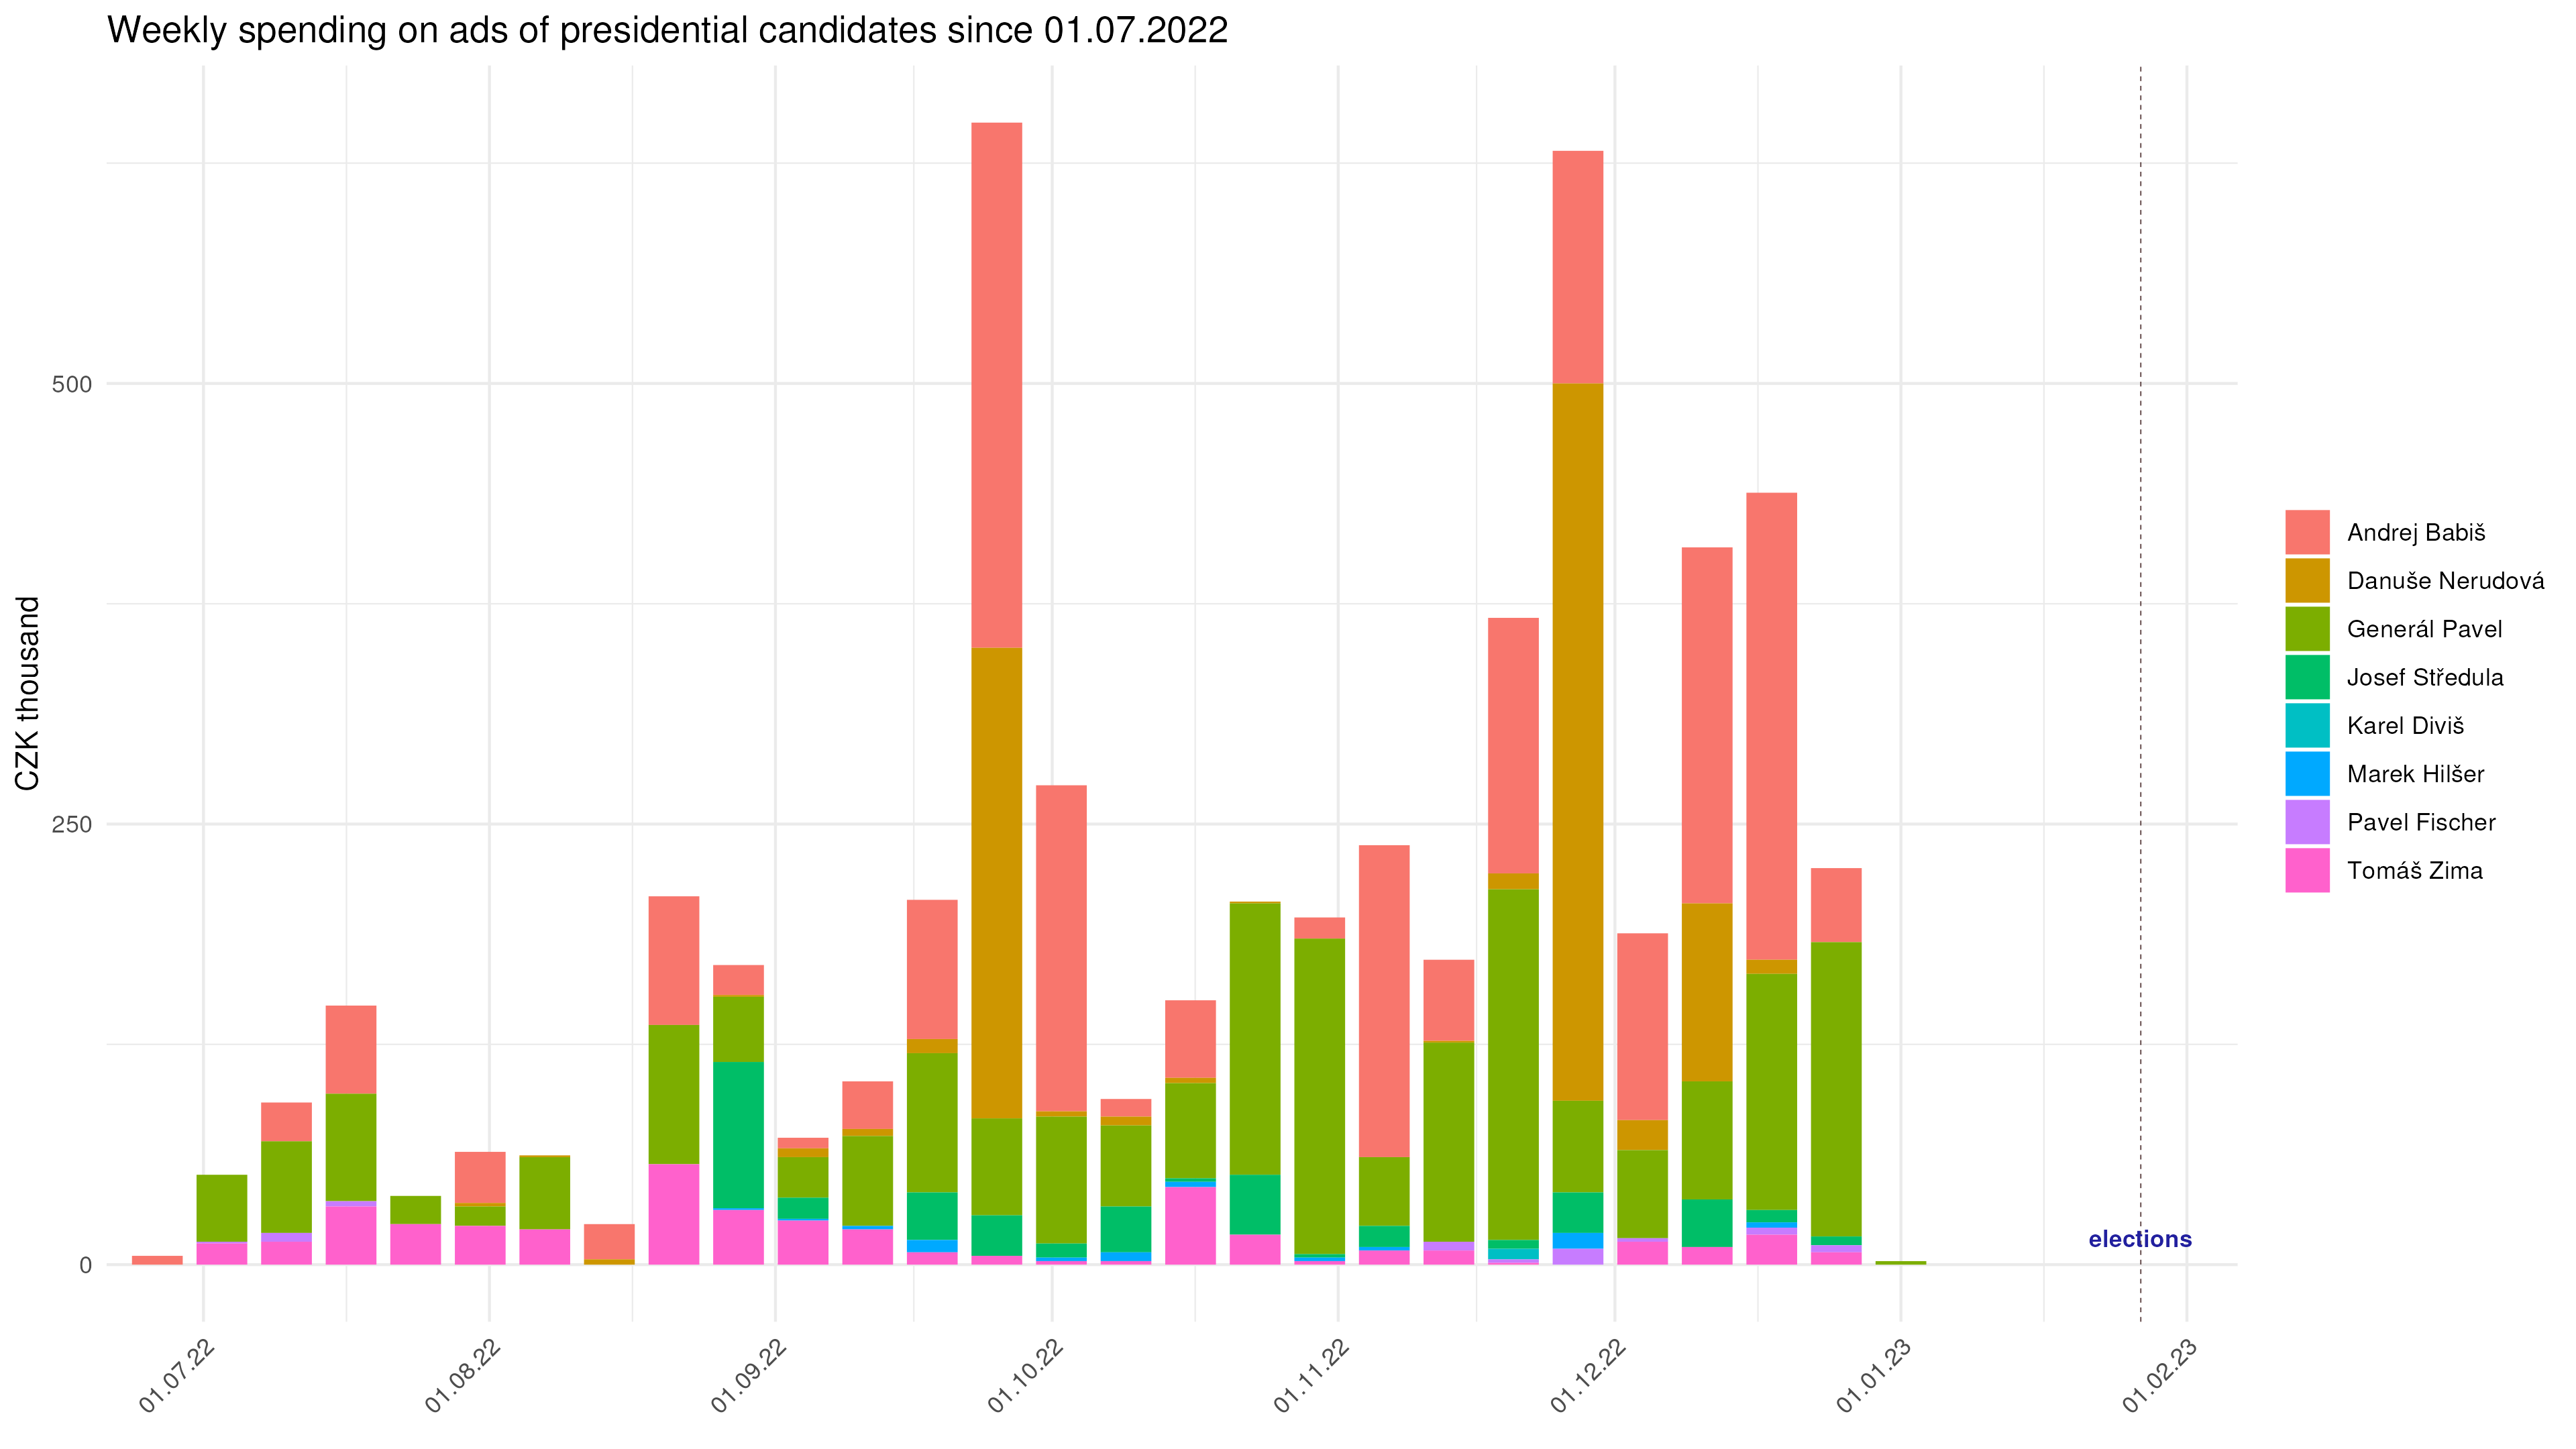 Weekly spending on ads of presidential candidates since 01.07.2022
CZK thousand
500
250
0
01.07.22
01.08.22
01.09.22
01.10.22
01.11.22
01.12.22
01.01.23
01.02.23
elections
Andrej Babiš
Danuše Nerudová
Generál Pavel
Josef Středula
Karel Diviš
Marek Hilšer
Pavel Fischer
Tomáš Zima